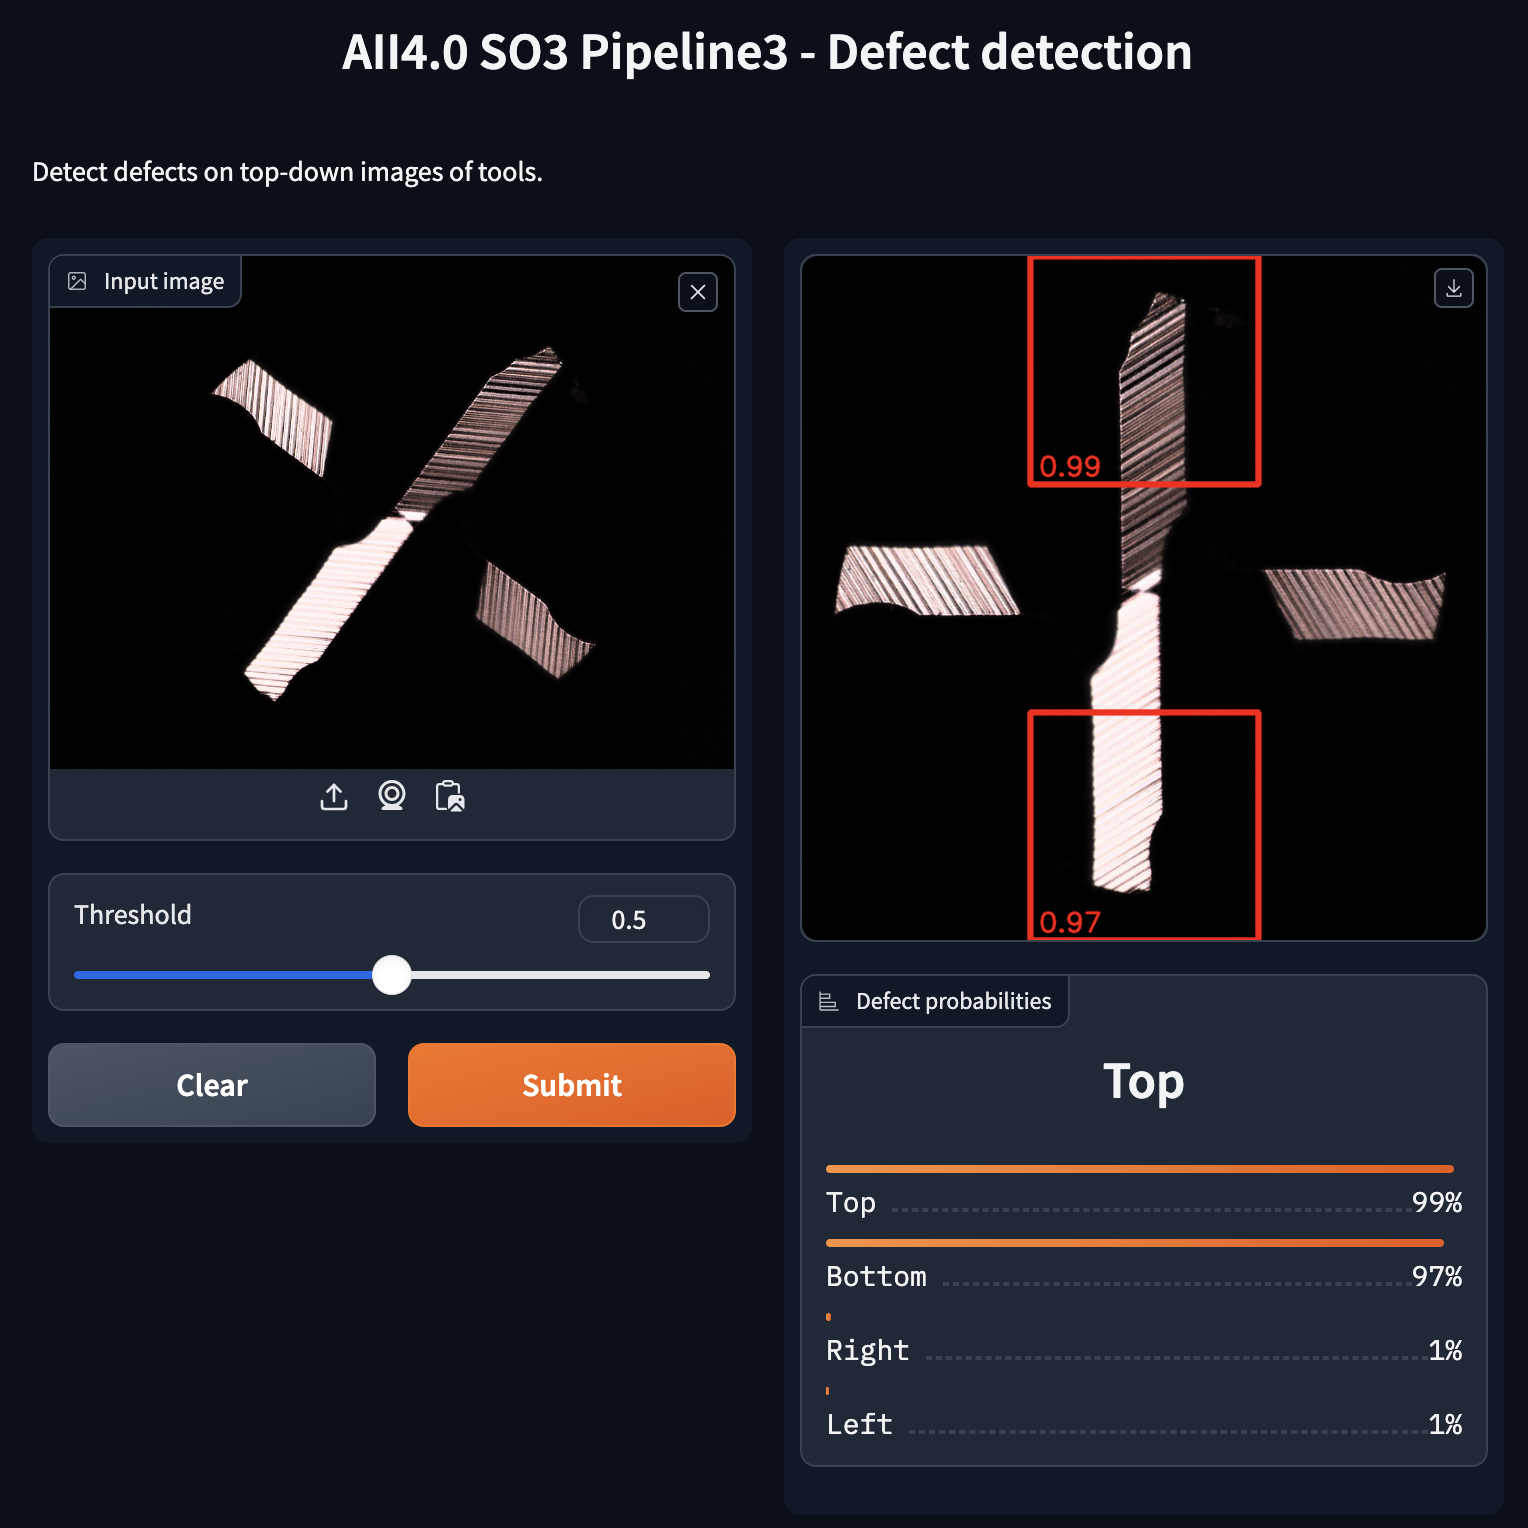 AII4.0 SO3 Pipeline3 - Defect detection
Detect defects on top-down images of tools.
Input image
Threshold
0.5
Clear
Submit
0.99
0.97
Defect probabilities
Top
Top 99%
Bottom 97%
Right 1%
Left 1%